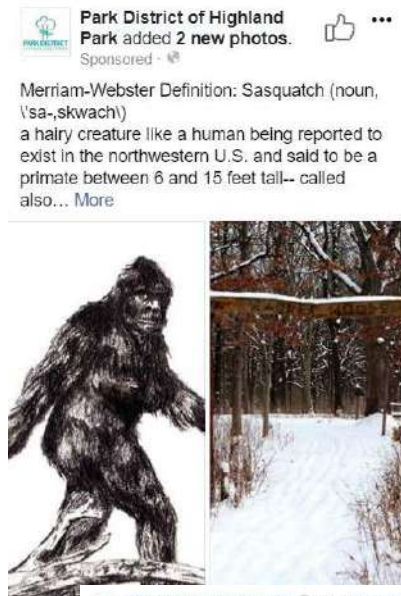 PARK DISTRICT
Park District of Highland
Park added 2 new photos.
Sponsored ·
Merriam-Webster Definition: Sasquatch (noun,
\'sa-,skwach\)
a hairy creature like a human being reported to
exist in the northwestern U.S. and said to be a
primate between 6 and 15 feet tall-- called
also... More